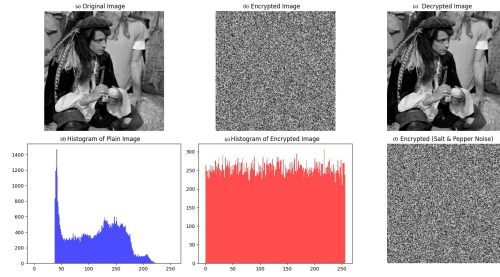 (a) Original Image
(b) Encrypted Image
(c) Decrypted Image
(d) Histogram of Plain Image
(e) Histogram of Encrypted Image
(f) Encrypted (Salt & Pepper Noise)
1400
1200
1000
800
600
400
200
0
0 50 100 150 200 250
300
250
200
150
100
50
0
0 50 100 150 200 250